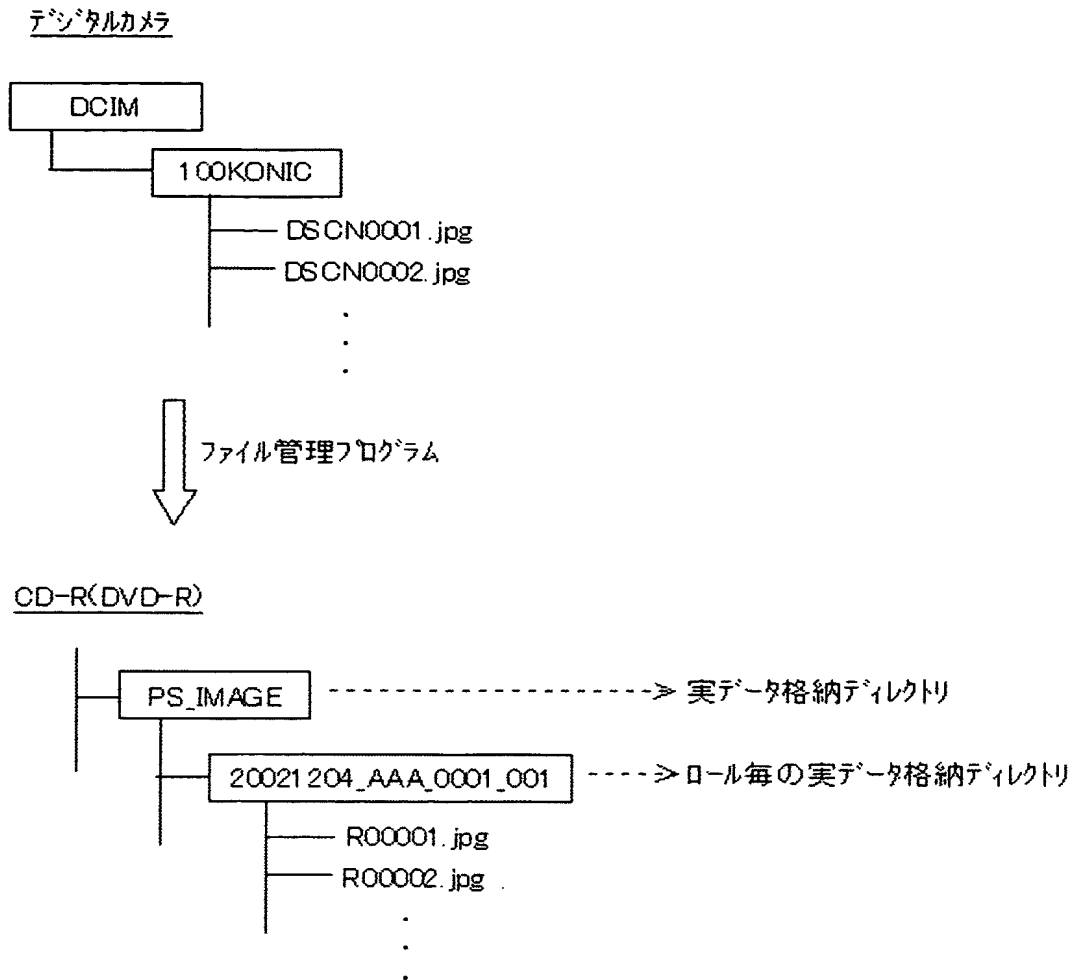 デジタルカメラ
DCIM
100KONIC
DSCN0001.jpg
DSCN0002.jpg
ファイル管理プログラム
CD-R(DVD-R)
PS_IMAGE
実データ格納ディレクトリ
20021204_AAA_0001_001
ロール毎の実データ格納ディレクトリ
R00001.jpg
R00002.jpg